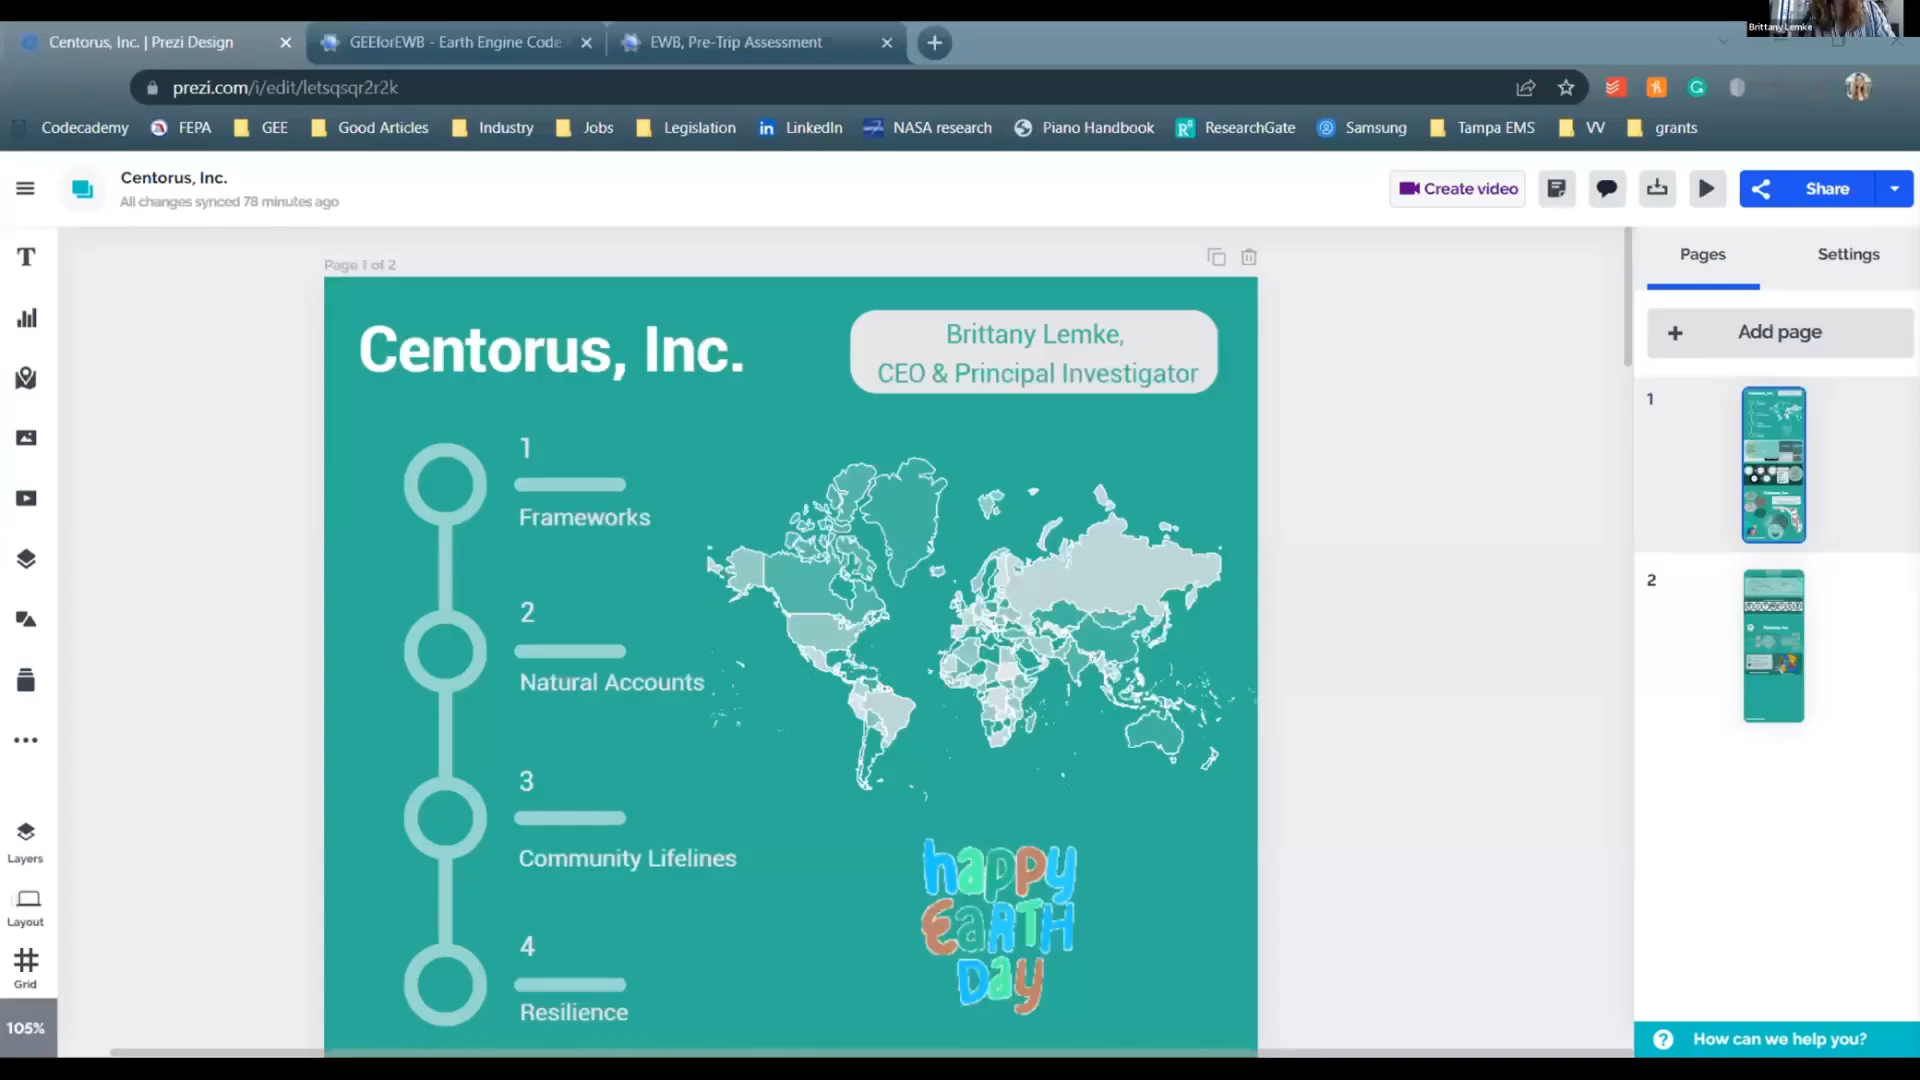 Brittany Lemke
Centorus, Inc. | Prezi Design
GEEforEWB - Earth Engine Code
EWB, Pre-Trip Assessment
prezi.com/i/edit/letsqsqr2r2k
Codecademy
FEPA
GEE
Good Articles
Industry
Jobs
Legislation
LinkedIn
NASA research
Piano Handbook
ResearchGate
Samsung
Tampa EMS
VV
grants
Centorus, Inc.
All changes synced 78 minutes ago
Create video
Share
Page 1 of 2
Pages
Settings
Add page
Centorus, Inc.
Brittany Lemke,
CEO & Principal Investigator
1
Frameworks
2
Natural Accounts
3
Community Lifelines
4
Resilience
happy
EaRTH
Day
1
2
Layers
Layout
Grid
105%
How can we help you?